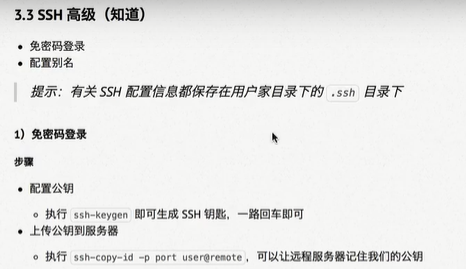 3.3 SSH 高级（知道）
免密码登录
配置别名
提示：有关 SSH 配置信息都保存在用户家目录下的 .ssh 目录下
1）免密码登录
步骤
配置公钥
执行 ssh-keygen 即可生成 SSH 钥匙，一路回车即可
上传公钥到服务器
执行 ssh-copy-id -p port user@remote，可以让远程服务器记住我们的公钥